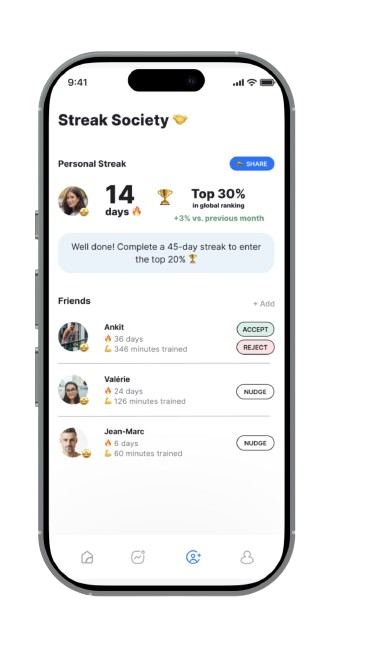 9:41
Streak Society
Personal Streak
SHARE
14
days
Top 30%
in global ranking
+3% vs. previous month
Well done! Complete a 45-day streak to enter
the top 20%
Friends
+ Add
Ankit
36 days
346 minutes trained
ACCEPT
REJECT
Valérie
24 days
126 minutes trained
NUDGE
Jean-Marc
6 days
60 minutes trained
NUDGE